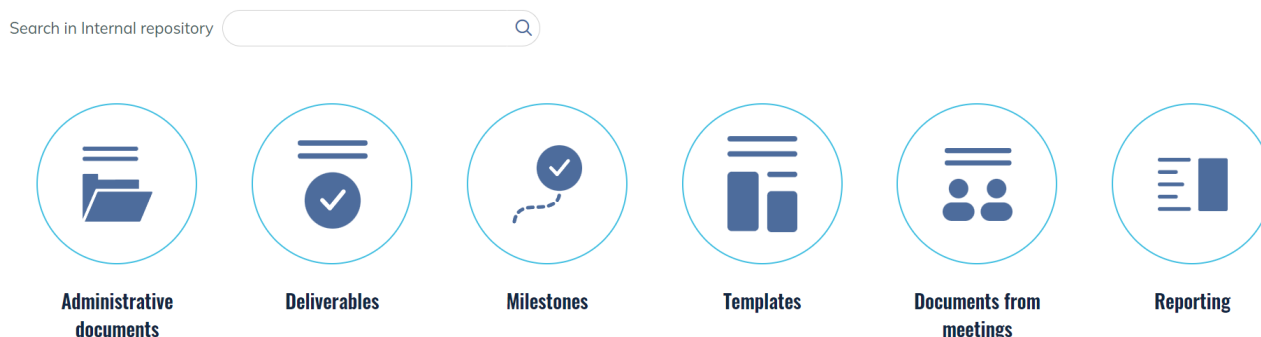 Search in Internal repository
Administrative
documents
Deliverables
Milestones
Templates
Documents from
meetings
Reporting